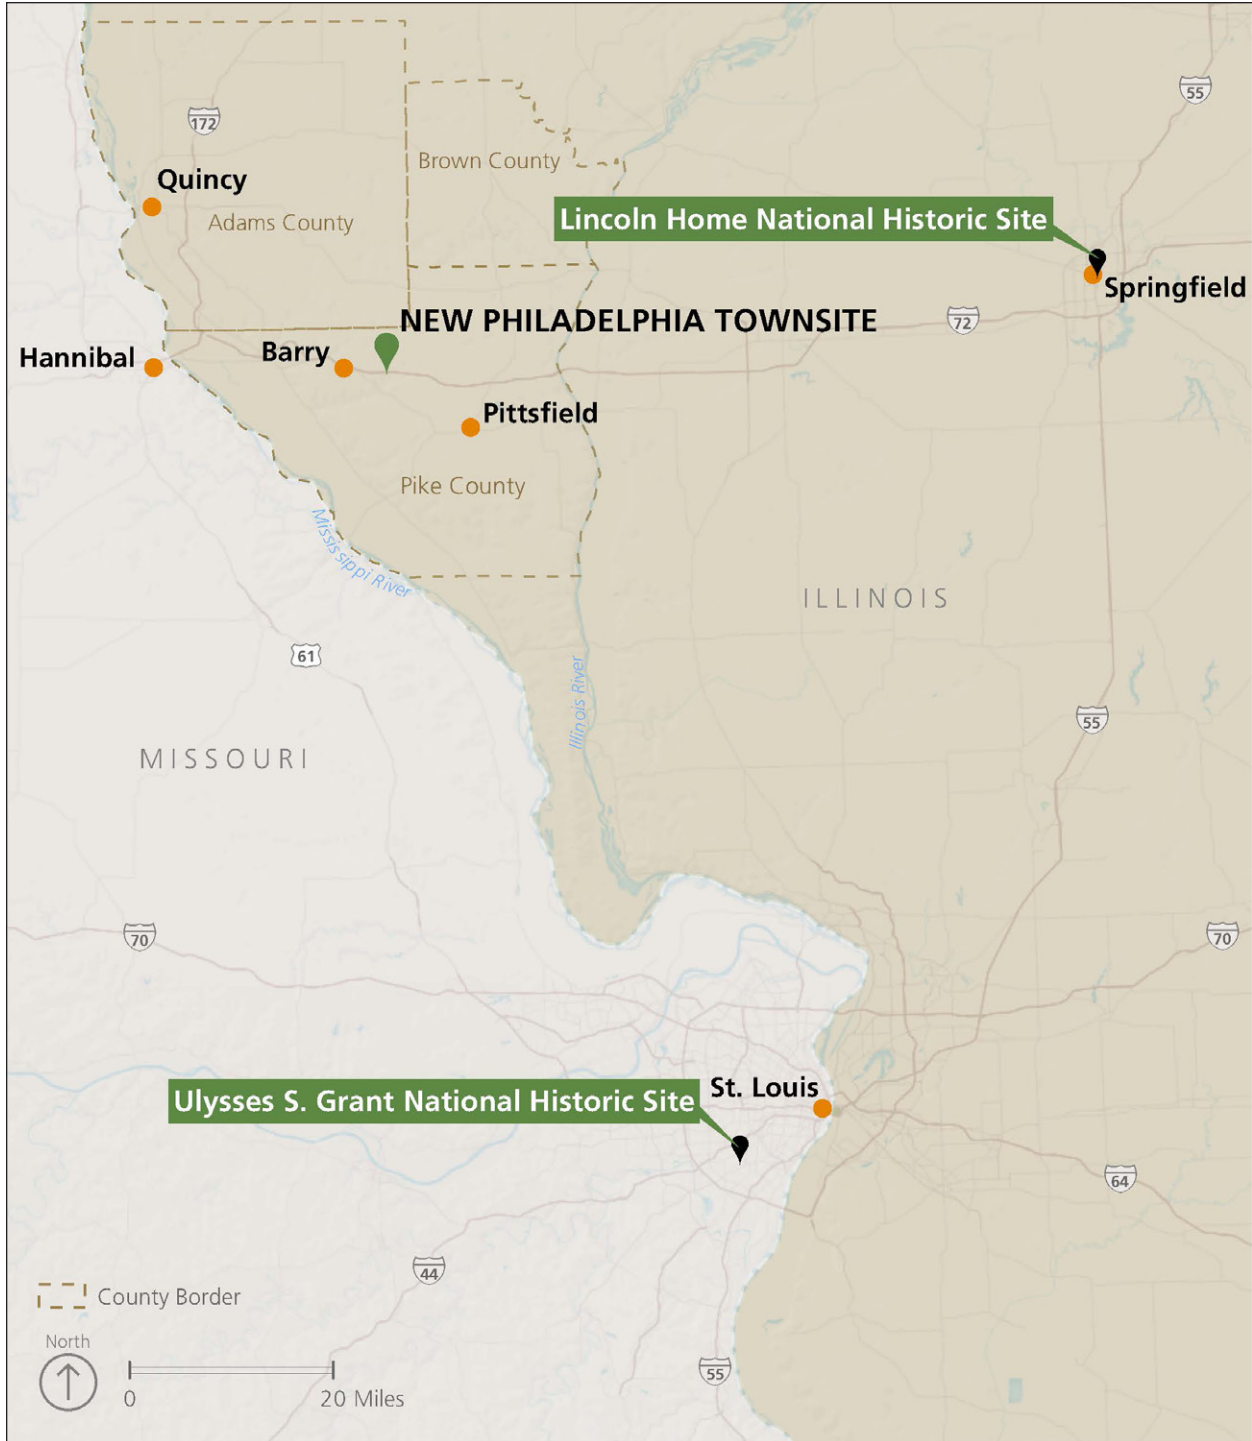 55
172
Brown County
Quincy
Adams County
Lincoln Home National Historic Site
Springfield
NEW PHILADELPHIA TOWNSITE
72
Hannibal
Barry
Pittsfield
Pike County
Mississippi River
ILLINOIS
61
Illinois River
55
MISSOURI
70
70
St. Louis
Ulysses S. Grant National Historic Site
64
44
County Border
North
55
0
20 Miles